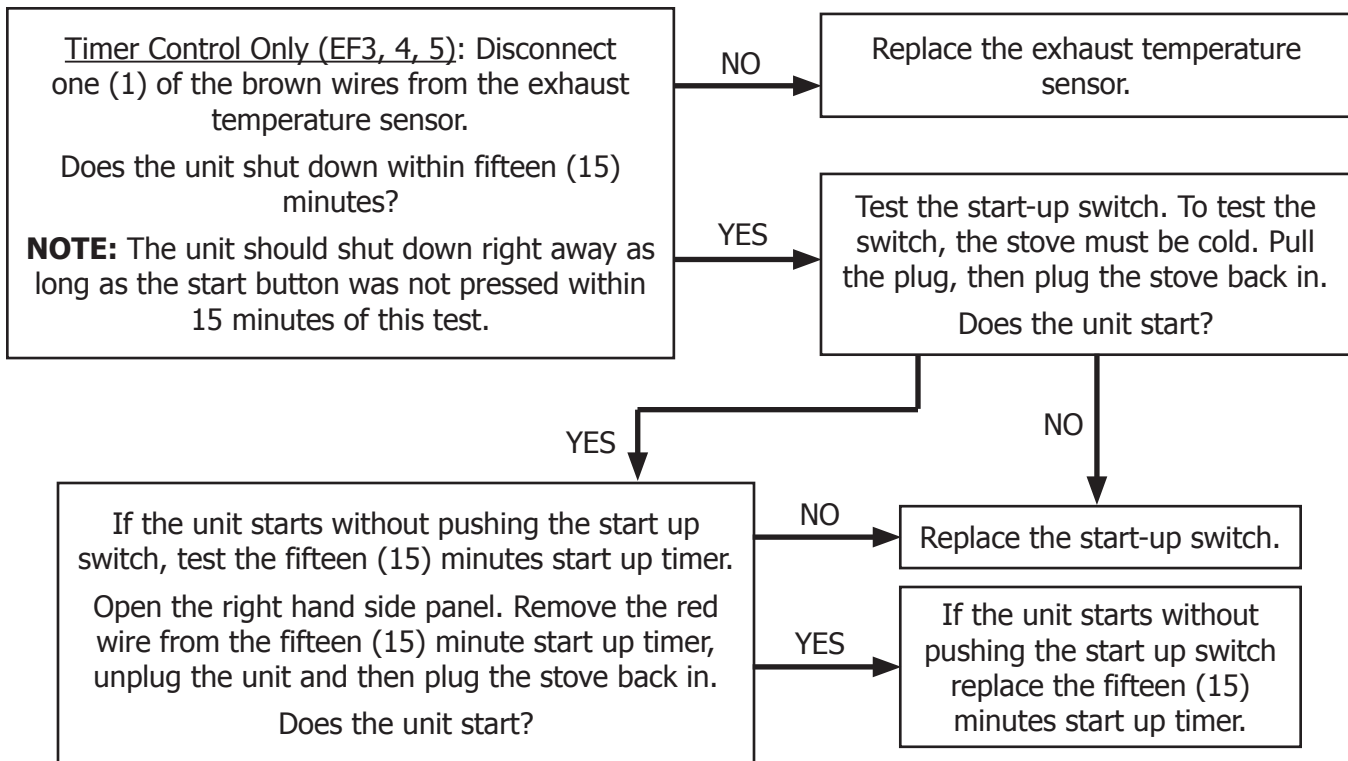 Timer Control Only (EF3, 4, 5): Disconnect
one (1) of the brown wires from the exhaust
temperature sensor.
Does the unit shut down within fifteen (15)
minutes?
NOTE: The unit should shut down right away as
long as the start button was not pressed within
15 minutes of this test.
NO
Replace the exhaust temperature
sensor.
YES
Test the start-up switch. To test the
switch, the stove must be cold. Pull
the plug, then plug the stove back in.
Does the unit start?
YES
NO
If the unit starts without pushing the start up
switch, test the fifteen (15) minutes start up timer.
Open the right hand side panel. Remove the red
wire from the fifteen (15) minute start up timer,
unplug the unit and then plug the stove back in.
Does the unit start?
NO
Replace the start-up switch.
YES
If the unit starts without
pushing the start up switch
replace the fifteen (15)
minutes start up timer.